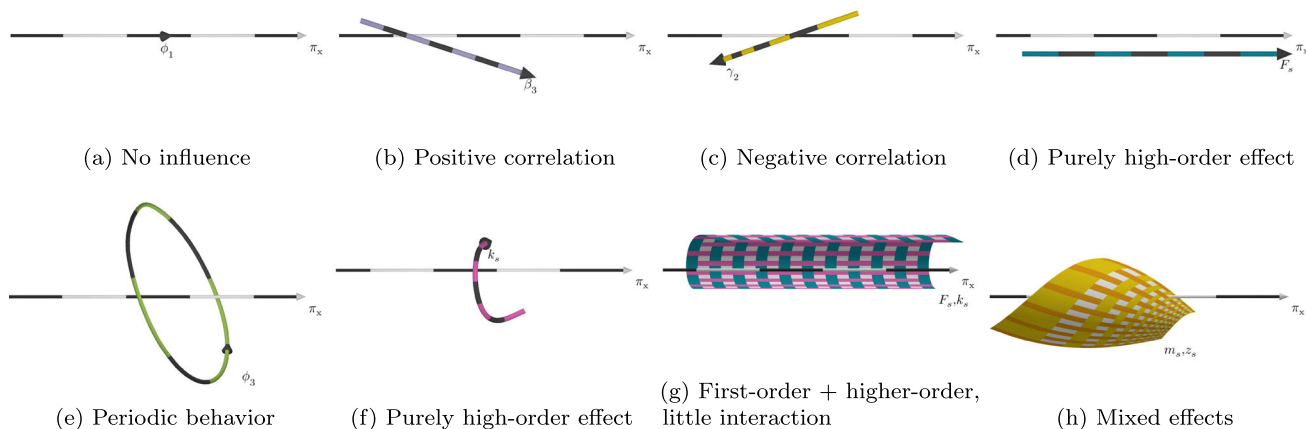 ϕ₁
πₓ
β₃
πₓ
γ₂
πₓ
πₓ
Fₛ
(a) No influence
(b) Positive correlation
(c) Negative correlation
(d) Purely high-order effect
πₓ
ϕ₃
kₛ
πₓ
πₓ
Fₛ,kₛ
πₓ
mₛ,zₛ
(e) Periodic behavior
(f) Purely high-order effect
(g) First-order + higher-order,
little interaction
(h) Mixed effects